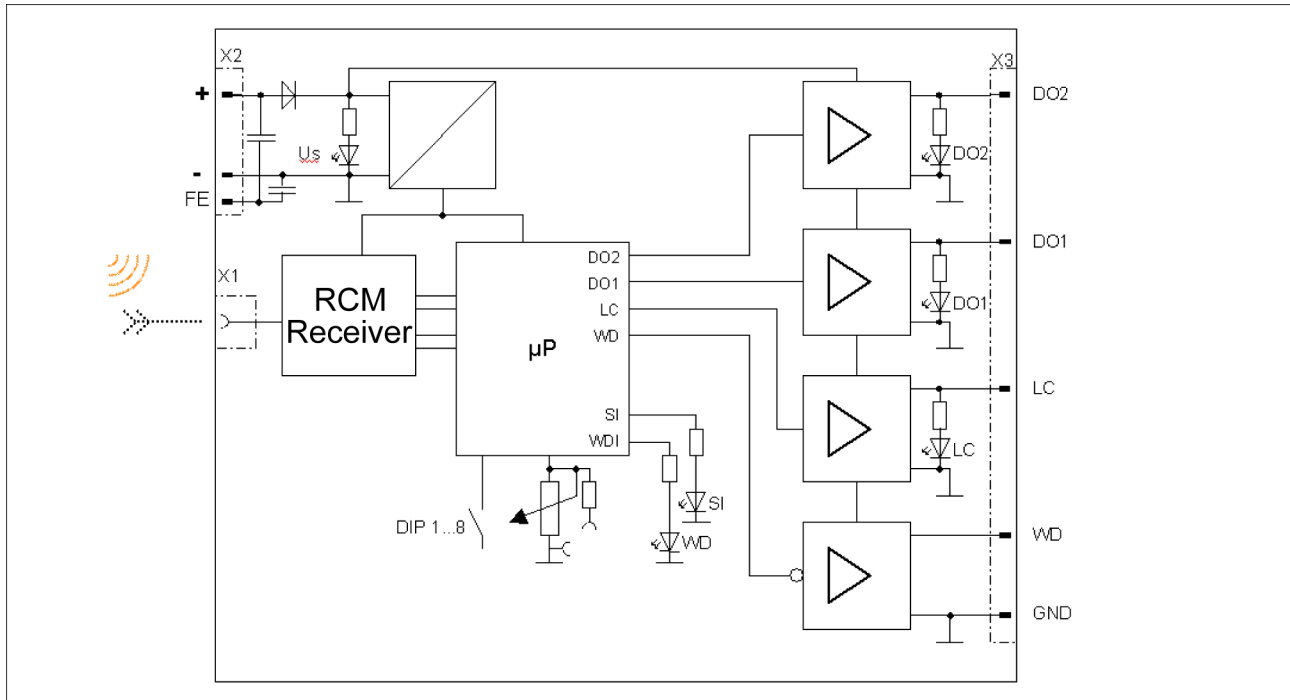 X2
X3
+
DO2
Us
DO2
-
FE
DO1
X1
DO2
DO1
RCM
Receiver
DO1
LC
WD
µP
LC
SI
WDI
LC
SI
DIP 1...8
WD
WD
GND